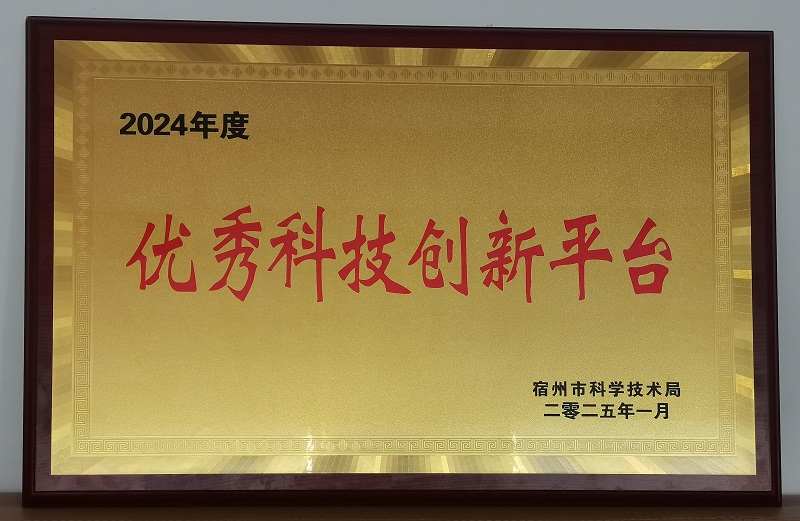 2024年度
优秀科技创新平台
宿州市科学技术局
二零二五年一月